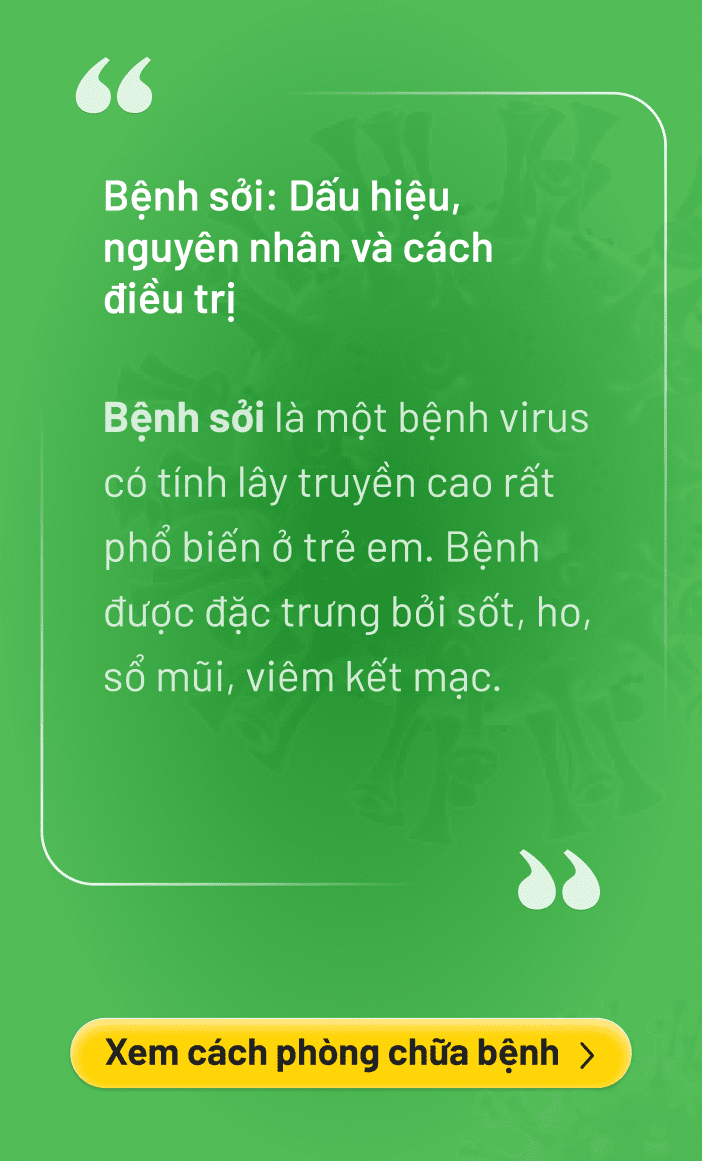 “
Bệnh sởi: Dấu hiệu,
nguyên nhân và cách
điều trị
Bệnh sởi là một bệnh virus
có tính lây truyền cao rất
phổ biến ở trẻ em. Bệnh
được đặc trưng bởi sốt, ho,
sổ mũi, viêm kết mạc.
”
Xem cách phòng chữa bệnh